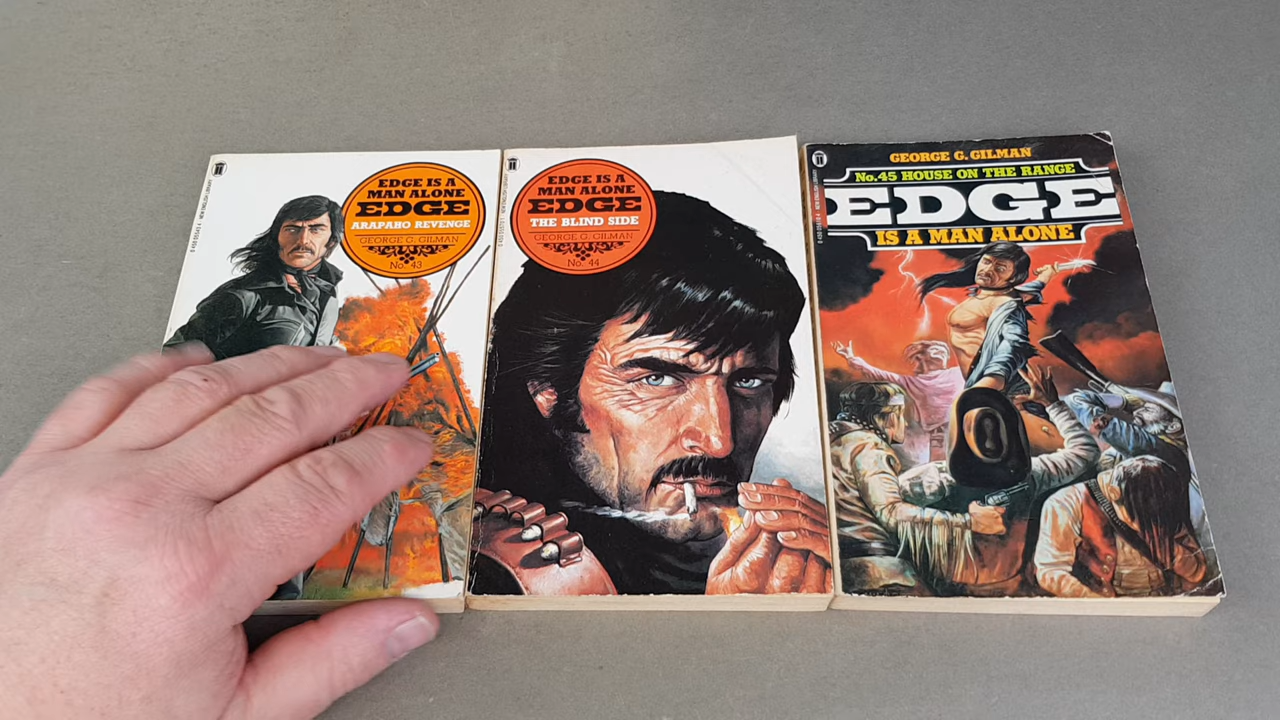 EDGE IS A
MAN ALONE
EDGE
ARAPAHO REVENGE
GEORGE G. GILMAN
No. 43
EDGE IS A
MAN ALONE
EDGE
THE BLIND SIDE
GEORGE G. GILMAN
No. 44
GEORGE G. GILMAN
No. 45 HOUSE ON THE RANGE
EDGE
IS A MAN ALONE